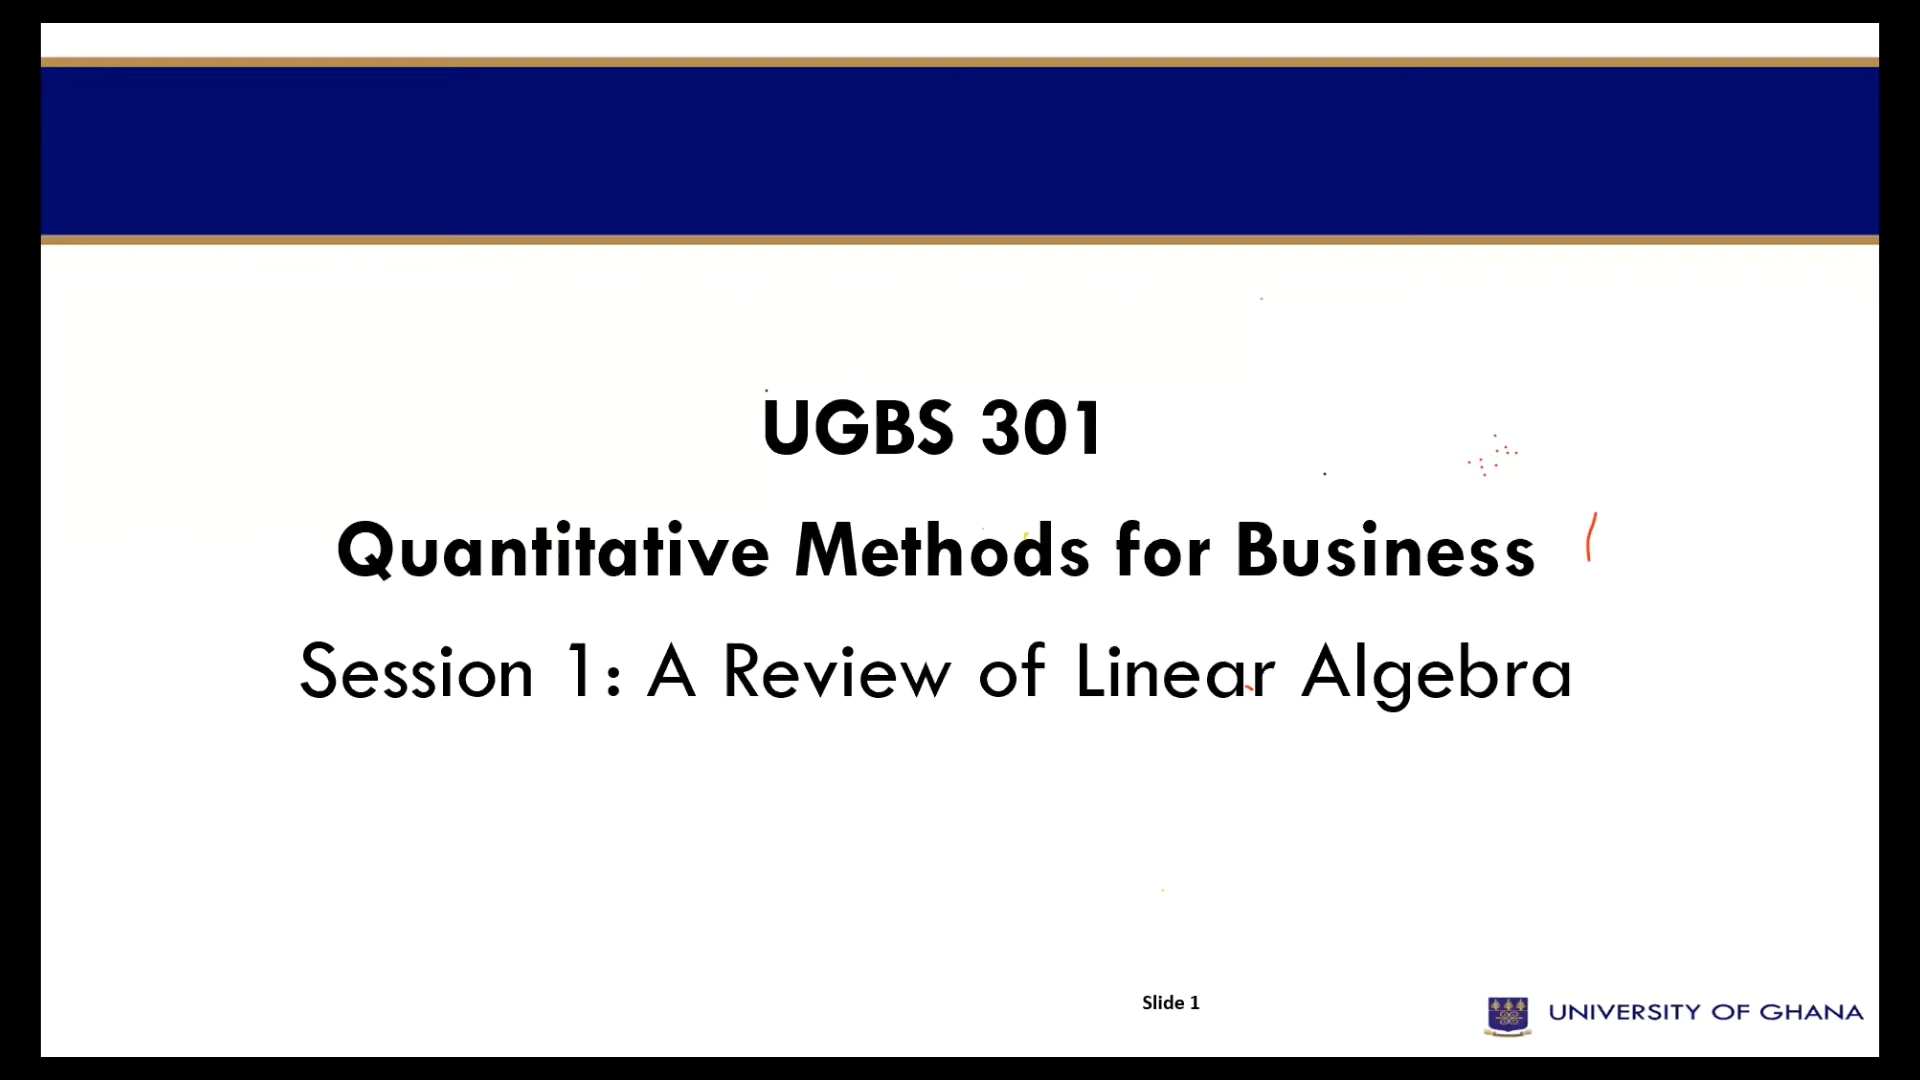 UGBS 301
Quantitative Methods for Business
Session 1: A Review of Linear Algebra
Slide 1
UNIVERSITY OF GHANA